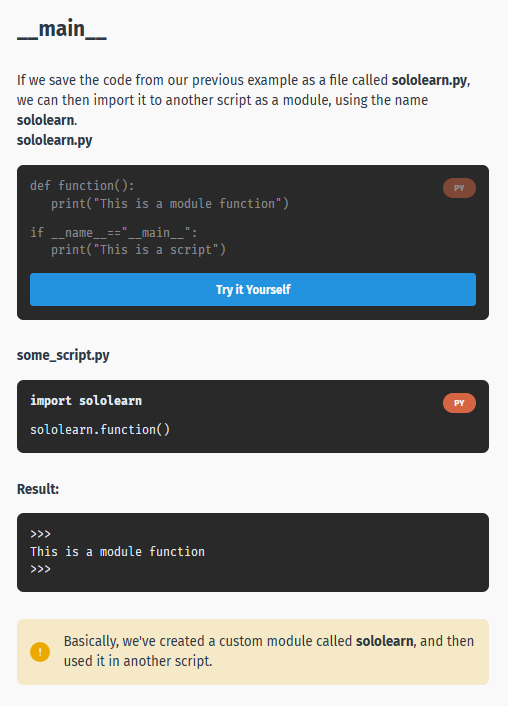 __main__
If we save the code from our previous example as a file called sololearn.py,
we can then import it to another script as a module, using the name
sololearn.
sololearn.py
def function():
PY
print("This is a module function")
if __name__=="__main__":
print("This is a script")
Try it Yourself
some_script.py
import sololearn
PY
sololearn.function()
Result:
>>>
This is a module function
>>>
!
Basically, we've created a custom module called sololearn, and then
used it in another script.